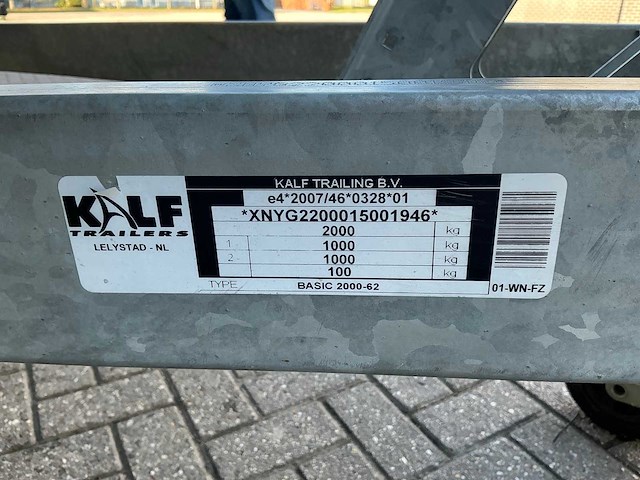 KALF
TRAILERS
LELYSTAD - NL
KALF TRAILING B.V.
e4*2007/46*0328*01
*XNYG2200015001946*
2000 kg
1. 1000 kg
2. 1000 kg
100 kg
TYPE BASIC 2000-62
01-WN-FZ